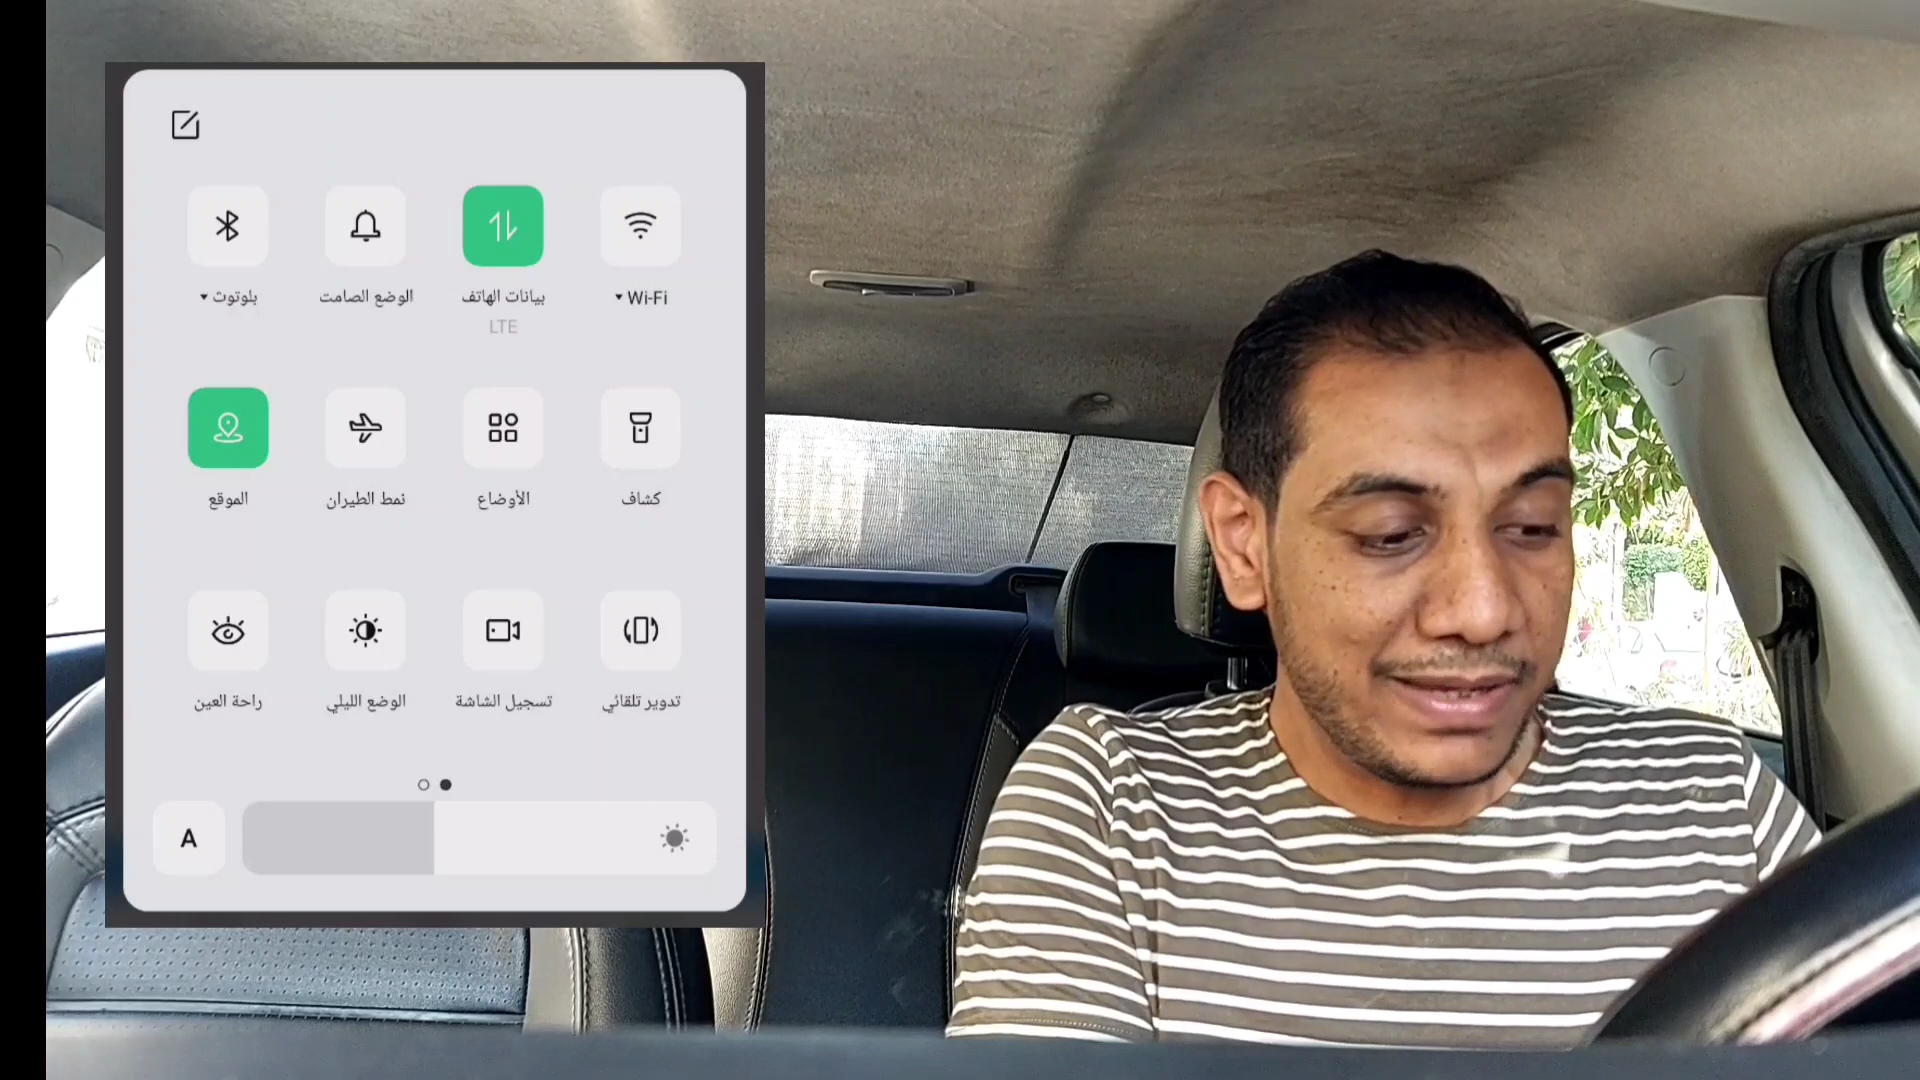 Wi-Fi
بيانات الهاتف
الوضع الصامت
بلوتوث
LTE
كشاف
الأوضاع
نمط الطيران
الموقع
تدوير تلقائي
تسجيل الشاشة
الوضع الليلي
راحة العين
A